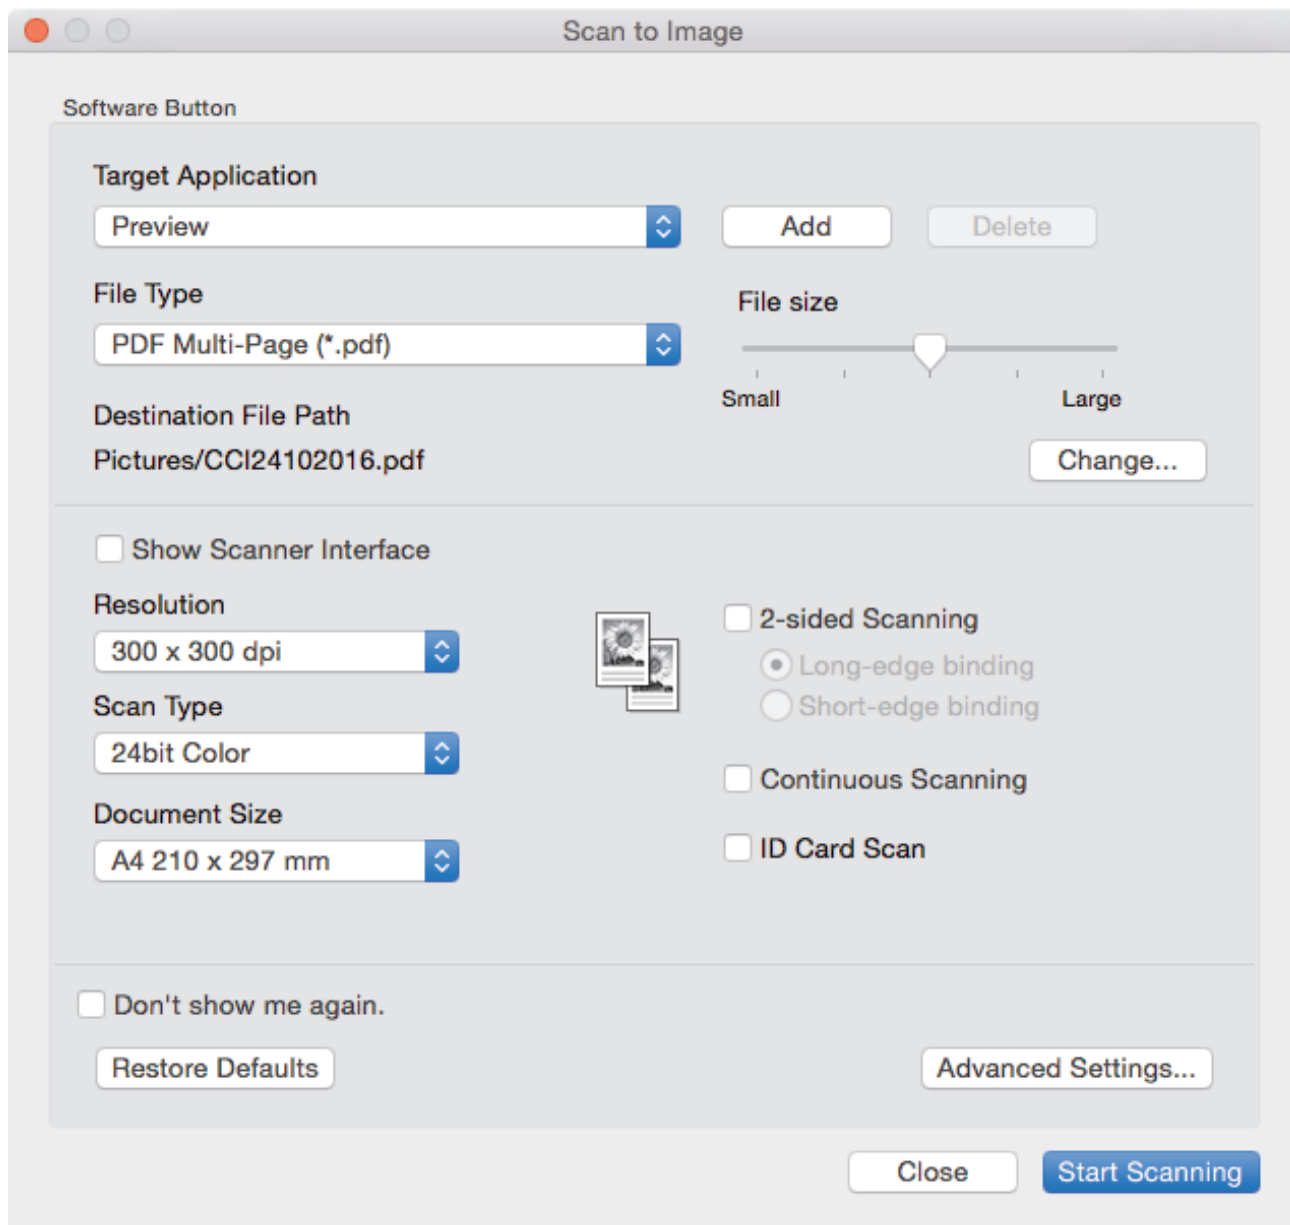 Scan to Image
Software Button
Target Application
Preview
Add
Delete
File Type
File size
PDF Multi-Page (*.pdf)
Small
Large
Destination File Path
Pictures/CCI24102016.pdf
Change...
Show Scanner Interface
Resolution
300 x 300 dpi
2-sided Scanning
Long-edge binding
Short-edge binding
Scan Type
24bit Color
Continuous Scanning
Document Size
A4 210 x 297 mm
ID Card Scan
Don't show me again.
Restore Defaults
Advanced Settings...
Close
Start Scanning